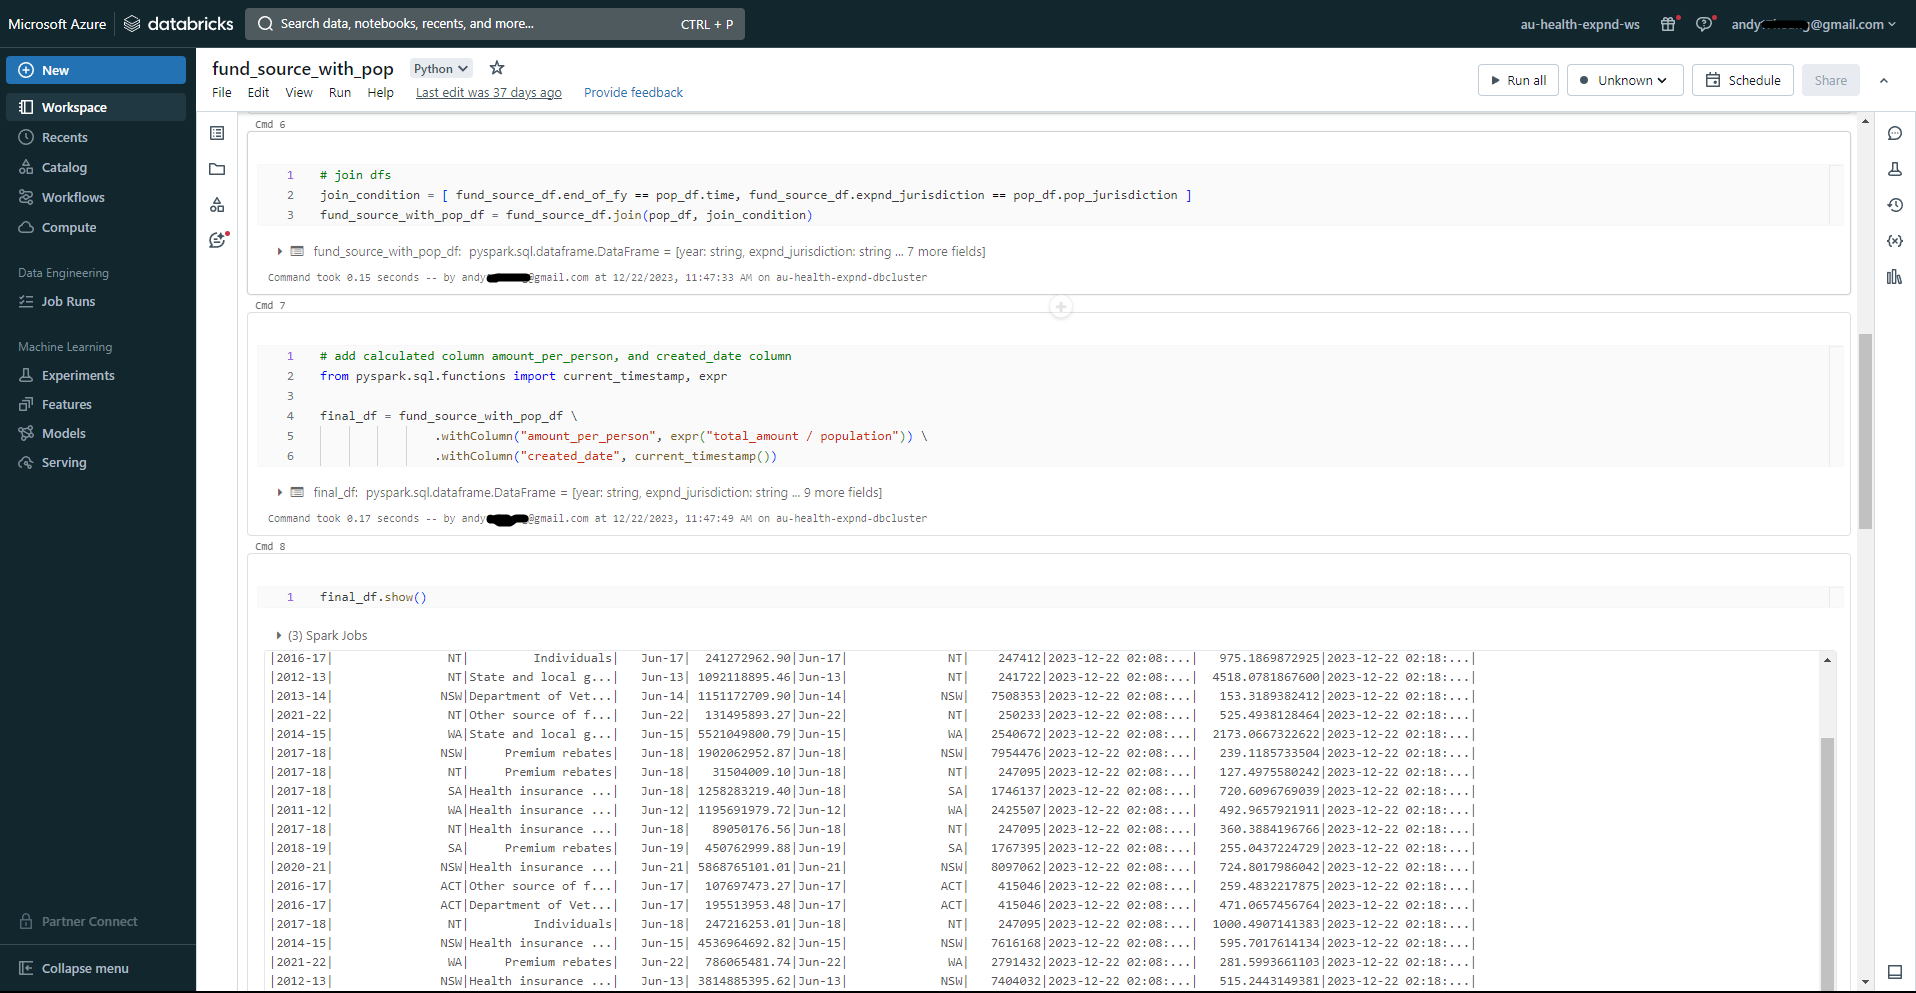 Microsoft Azure databricks Search data, notebooks, recents, and more... CTRL + P au-health-expnd-ws andy @gmail.com
New
Workspace
Recents
Catalog
Workflows
Compute
Data Engineering
Job Runs
Machine Learning
Experiments
Features
Models
Serving
Partner Connect
Collapse menu
fund_source_with_pop Python
File Edit View Run Help Last edit was 37 days ago Provide feedback
Run all Unknown Schedule Share
Cmd 6
1 # join dfs
2 join_condition = [ fund_source_df.end_of_fy == pop_df.time, fund_source_df.expnd_jurisdiction == pop_df.pop_jurisdiction ]
3 fund_source_with_pop_df = fund_source_df.join(pop_df, join_condition)
fund_source_with_pop_df: pyspark.sql.dataframe.DataFrame = [year: string, expnd_jurisdiction: string ... 7 more fields]
Command took 0.15 seconds -- by andy @gmail.com at 12/22/2023, 11:47:33 AM on au-health-expnd-dbcluster
Cmd 7
1 # add calculated column amount_per_person, and created_date column
2 from pyspark.sql.functions import current_timestamp, expr
3
4 final_df = fund_source_with_pop_df \
5 .withColumn("amount_per_person", expr("total_amount / population")) \
6 .withColumn("created_date", current_timestamp())
final_df: pyspark.sql.dataframe.DataFrame = [year: string, expnd_jurisdiction: string ... 9 more fields]
Command took 0.17 seconds -- by andy @gmail.com at 12/22/2023, 11:47:49 AM on au-health-expnd-dbcluster
Cmd 8
1 final_df.show()
(3) Spark Jobs
|2016-17| NT| Individuals| Jun-17| 241272962.90|Jun-17| NT| 247412|2023-12-22 02:08:...| 975.1869872925|2023-12-22 02:18:...|
|2012-13| NT|State and local g...| Jun-13| 1092118895.46|Jun-13| NT| 241722|2023-12-22 02:08:...| 4518.0781867600|2023-12-22 02:18:...|
|2013-14| NSW|Department of Vet...| Jun-14| 1151172709.90|Jun-14| NSW| 7508353|2023-12-22 02:08:...| 153.3189382412|2023-12-22 02:18:...|
|2021-22| NT|Other source of f...| Jun-22| 131495893.27|Jun-22| NT| 250233|2023-12-22 02:08:...| 525.4938128464|2023-12-22 02:18:...|
|2014-15| WA|State and local g...| Jun-15| 5521049800.79|Jun-15| WA| 2540672|2023-12-22 02:08:...| 2173.0667322622|2023-12-22 02:18:...|
|2017-18| NSW| Premium rebates| Jun-18| 1902062952.87|Jun-18| NSW| 7954476|2023-12-22 02:08:...| 239.1185733504|2023-12-22 02:18:...|
|2017-18| NT| Premium rebates| Jun-18| 31504009.10|Jun-18| NT| 247095|2023-12-22 02:08:...| 127.4975580242|2023-12-22 02:18:...|
|2017-18| SA|Health insurance ...| Jun-18| 1258283219.40|Jun-18| SA| 1746137|2023-12-22 02:08:...| 720.6096769039|2023-12-22 02:18:...|
|2011-12| WA|Health insurance ...| Jun-12| 1195691979.72|Jun-12| WA| 2425507|2023-12-22 02:08:...| 492.9657921911|2023-12-22 02:18:...|
|2017-18| NT|Health insurance ...| Jun-18| 89050176.56|Jun-18| NT| 247095|2023-12-22 02:08:...| 360.3884196766|2023-12-22 02:18:...|
|2018-19| SA| Premium rebates| Jun-19| 450762999.88|Jun-19| SA| 1767395|2023-12-22 02:08:...| 255.0437224729|2023-12-22 02:18:...|
|2020-21| NSW|Health insurance ...| Jun-21| 5868765101.01|Jun-21| NSW| 8097062|2023-12-22 02:08:...| 724.8017986042|2023-12-22 02:18:...|
|2016-17| ACT|Other source of f...| Jun-17| 107697473.27|Jun-17| ACT| 415046|2023-12-22 02:08:...| 259.4832217875|2023-12-22 02:18:...|
|2016-17| ACT|Department of Vet...| Jun-17| 195513953.48|Jun-17| ACT| 415046|2023-12-22 02:08:...| 471.0657456764|2023-12-22 02:18:...|
|2017-18| NT| Individuals| Jun-18| 247216253.01|Jun-18| NT| 247095|2023-12-22 02:08:...| 1000.4907141383|2023-12-22 02:18:...|
|2014-15| NSW|Health insurance ...| Jun-15| 4536964692.82|Jun-15| NSW| 7616168|2023-12-22 02:08:...| 595.7017614134|2023-12-22 02:18:...|
|2021-22| WA| Premium rebates| Jun-22| 786065481.74|Jun-22| WA| 2791432|2023-12-22 02:08:...| 281.5993661103|2023-12-22 02:18:...|
|2012-13| NSW|Health insurance ...| Jun-13| 3814885395.62|Jun-13| NSW| 7404032|2023-12-22 02:08:...| 515.2443149381|2023-12-22 02:18:...|